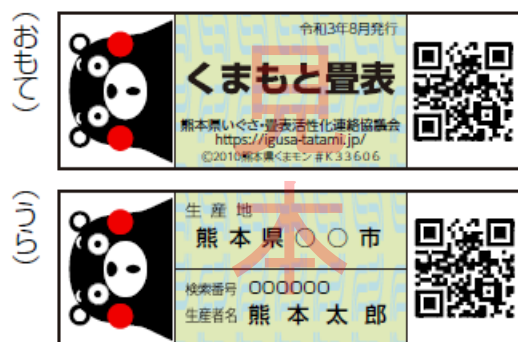 (おもて)
令和3年8月発行
くまもと畳表
熊本県いぐさ・畳表活性化連絡協議会
https://igusa-tatami.jp/
©2010熊本県くまモン#K33606
(うら)
生産地
熊本県○○市
検索番号 000000
生産者名 熊本太郎
見本